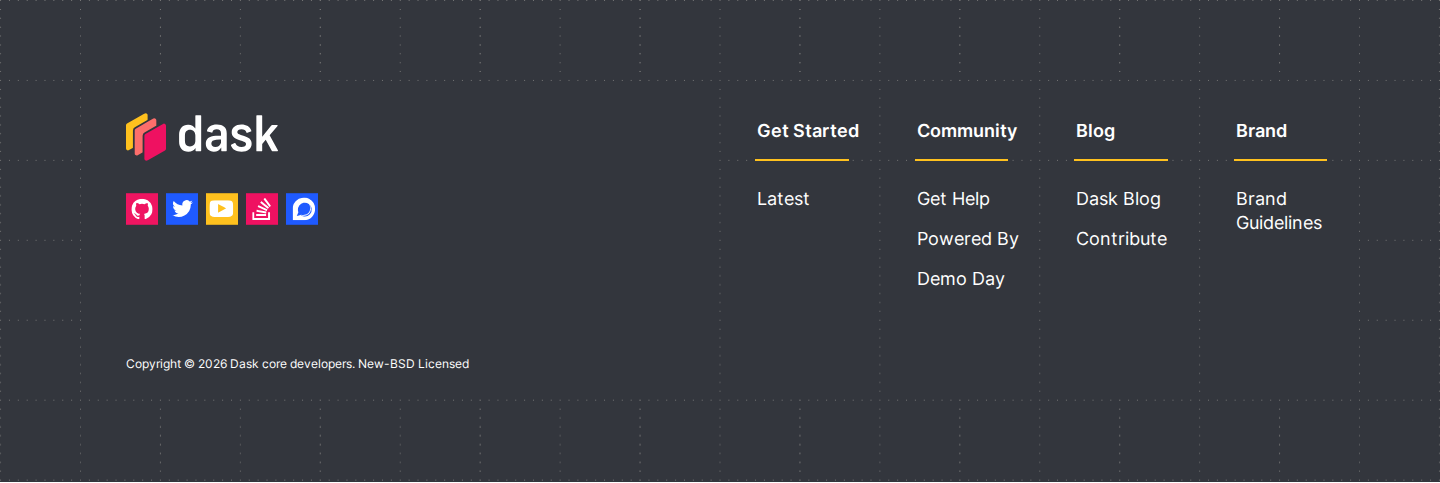 dask
Get Started
Latest
Community
Get Help
Powered By
Demo Day
Blog
Dask Blog
Contribute
Brand
Brand
Guidelines
Copyright © 2026 Dask core developers. New-BSD Licensed